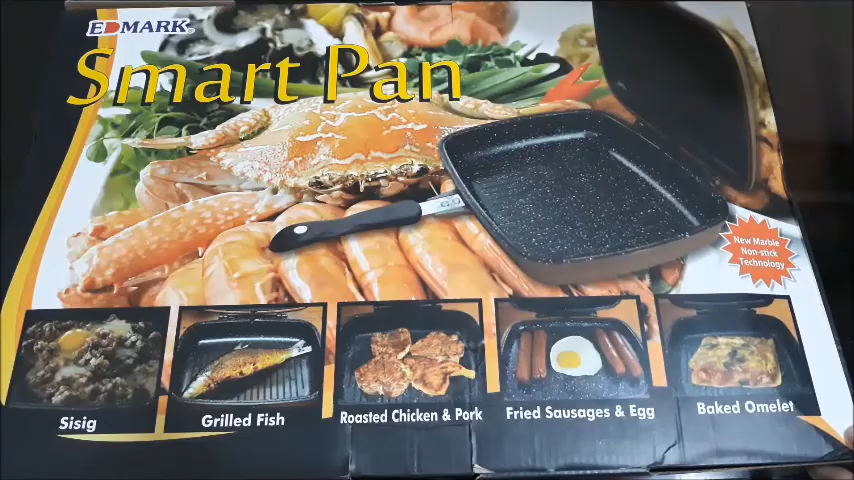 EDMARK
Smart Pan
New Marble
Non-stick
Technology
Sisig
Grilled Fish
Roasted Chicken & Pork
Fried Sausages & Egg
Baked Omelet